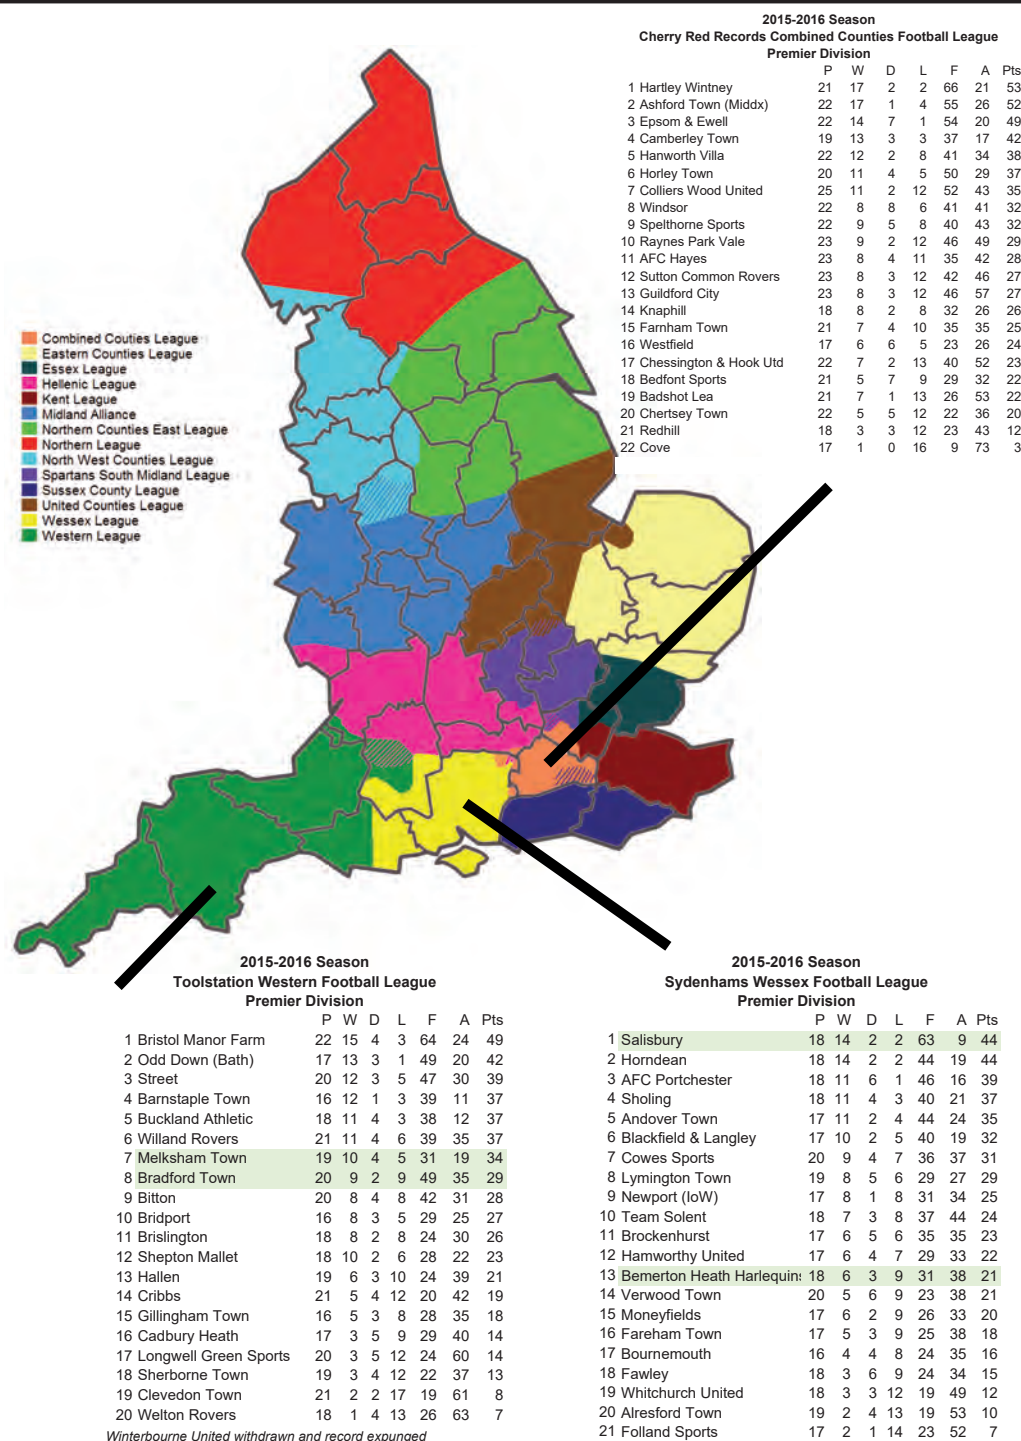 2015-2016 Season
Cherry Red Records Combined Counties Football League
Premier Division
P W D L F A Pts
1 Hartley Wintney 21 17 2 2 66 21 53
2 Ashford Town (Middx) 22 17 1 4 55 26 52
3 Epsom & Ewell 22 14 7 1 54 20 49
4 Camberley Town 19 13 3 3 37 17 42
5 Hanworth Villa 22 12 2 8 41 34 38
6 Horley Town 20 11 4 5 50 29 37
7 Colliers Wood United 25 11 2 12 52 43 35
8 Windsor 22 8 8 6 41 41 32
9 Spelthorne Sports 22 9 5 8 40 43 32
10 Raynes Park Vale 23 9 2 12 46 49 29
11 AFC Hayes 23 8 4 11 35 42 28
12 Sutton Common Rovers 23 8 3 12 42 46 27
13 Guildford City 23 8 3 12 46 57 27
14 Knaphill 18 8 2 8 32 26 26
15 Farnham Town 21 7 4 10 35 35 25
16 Westfield 17 6 6 5 23 26 24
17 Chessington & Hook Utd 22 7 2 13 40 52 23
18 Bedfont Sports 21 5 7 9 29 32 22
19 Badshot Lea 21 7 1 13 26 53 22
20 Chertsey Town 22 5 5 12 22 36 20
21 Redhill 18 3 3 12 23 43 12
22 Cove 17 1 0 16 9 73 3
Combined Couties League
Eastern Counties League
Essex League
Hellenic League
Kent League
Midland Alliance
Northern Counties East League
Northern League
North West Counties League
Spartans South Midland League
Sussex County League
United Counties League
Wessex League
Western League
2015-2016 Season
Toolstation Western Football League
Premier Division
P W D L F A Pts
1 Bristol Manor Farm 22 15 4 3 64 24 49
2 Odd Down (Bath) 17 13 3 1 49 20 42
3 Street 20 12 3 5 47 30 39
4 Barnstaple Town 16 12 1 3 39 11 37
5 Buckland Athletic 18 11 4 3 38 12 37
6 Willand Rovers 21 11 4 6 39 35 37
7 Melksham Town 19 10 4 5 31 19 34
8 Bradford Town 20 9 2 9 49 35 29
9 Bitton 20 8 4 8 42 31 28
10 Bridport 16 8 3 5 29 25 27
11 Brislington 18 8 2 8 24 30 26
12 Shepton Mallet 18 10 2 6 28 22 23
13 Hallen 19 6 3 10 24 39 21
14 Cribbs 21 5 4 12 20 42 19
15 Gillingham Town 16 5 3 8 28 35 18
16 Cadbury Heath 17 3 5 9 29 40 14
17 Longwell Green Sports 20 3 5 12 24 60 14
18 Sherborne Town 19 3 4 12 22 37 13
19 Clevedon Town 21 2 2 17 19 61 8
20 Welton Rovers 18 1 4 13 26 63 7
Winterbourne United withdrawn and record expunged
2015-2016 Season
Sydenhams Wessex Football League
Premier Division
P W D L F A Pts
1 Salisbury 18 14 2 2 63 9 44
2 Horndean 18 14 2 2 44 19 44
3 AFC Portchester 18 11 6 1 46 16 39
4 Sholing 18 11 4 3 40 21 37
5 Andover Town 17 11 2 4 44 24 35
6 Blackfield & Langley 17 10 2 5 40 19 32
7 Cowes Sports 20 9 4 7 36 37 31
8 Lymington Town 19 8 5 6 29 27 29
9 Newport (IoW) 17 8 1 8 31 34 25
10 Team Solent 18 7 3 8 37 44 24
11 Brockenhurst 17 6 5 6 35 35 23
12 Hamworthy United 17 6 4 7 29 33 22
13 Bemerton Heath Harlequins 18 6 3 9 31 38 21
14 Verwood Town 20 5 6 9 23 38 21
15 Moneyfields 17 6 2 9 26 33 20
16 Fareham Town 17 5 3 9 25 38 18
17 Bournemouth 16 4 4 8 24 35 16
18 Fawley 18 3 6 9 24 34 15
19 Whitchurch United 18 3 3 12 19 49 12
20 Alresford Town 19 2 4 13 19 53 10
21 Folland Sports 17 2 1 14 23 52 7